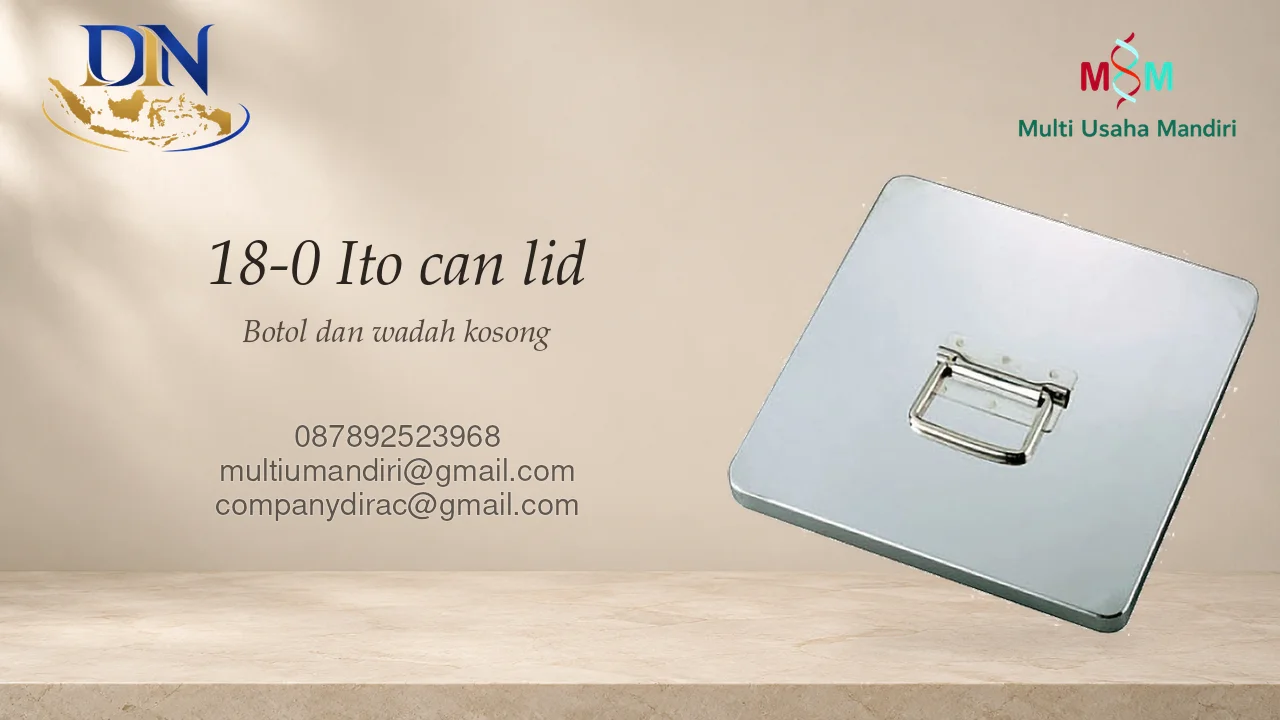 DN
M M
Multi Usaha Mandiri
18-0 Ito can lid
Botol dan wadah kosong
087892523968
multiumandiri@gmail.com
companydirac@gmail.com